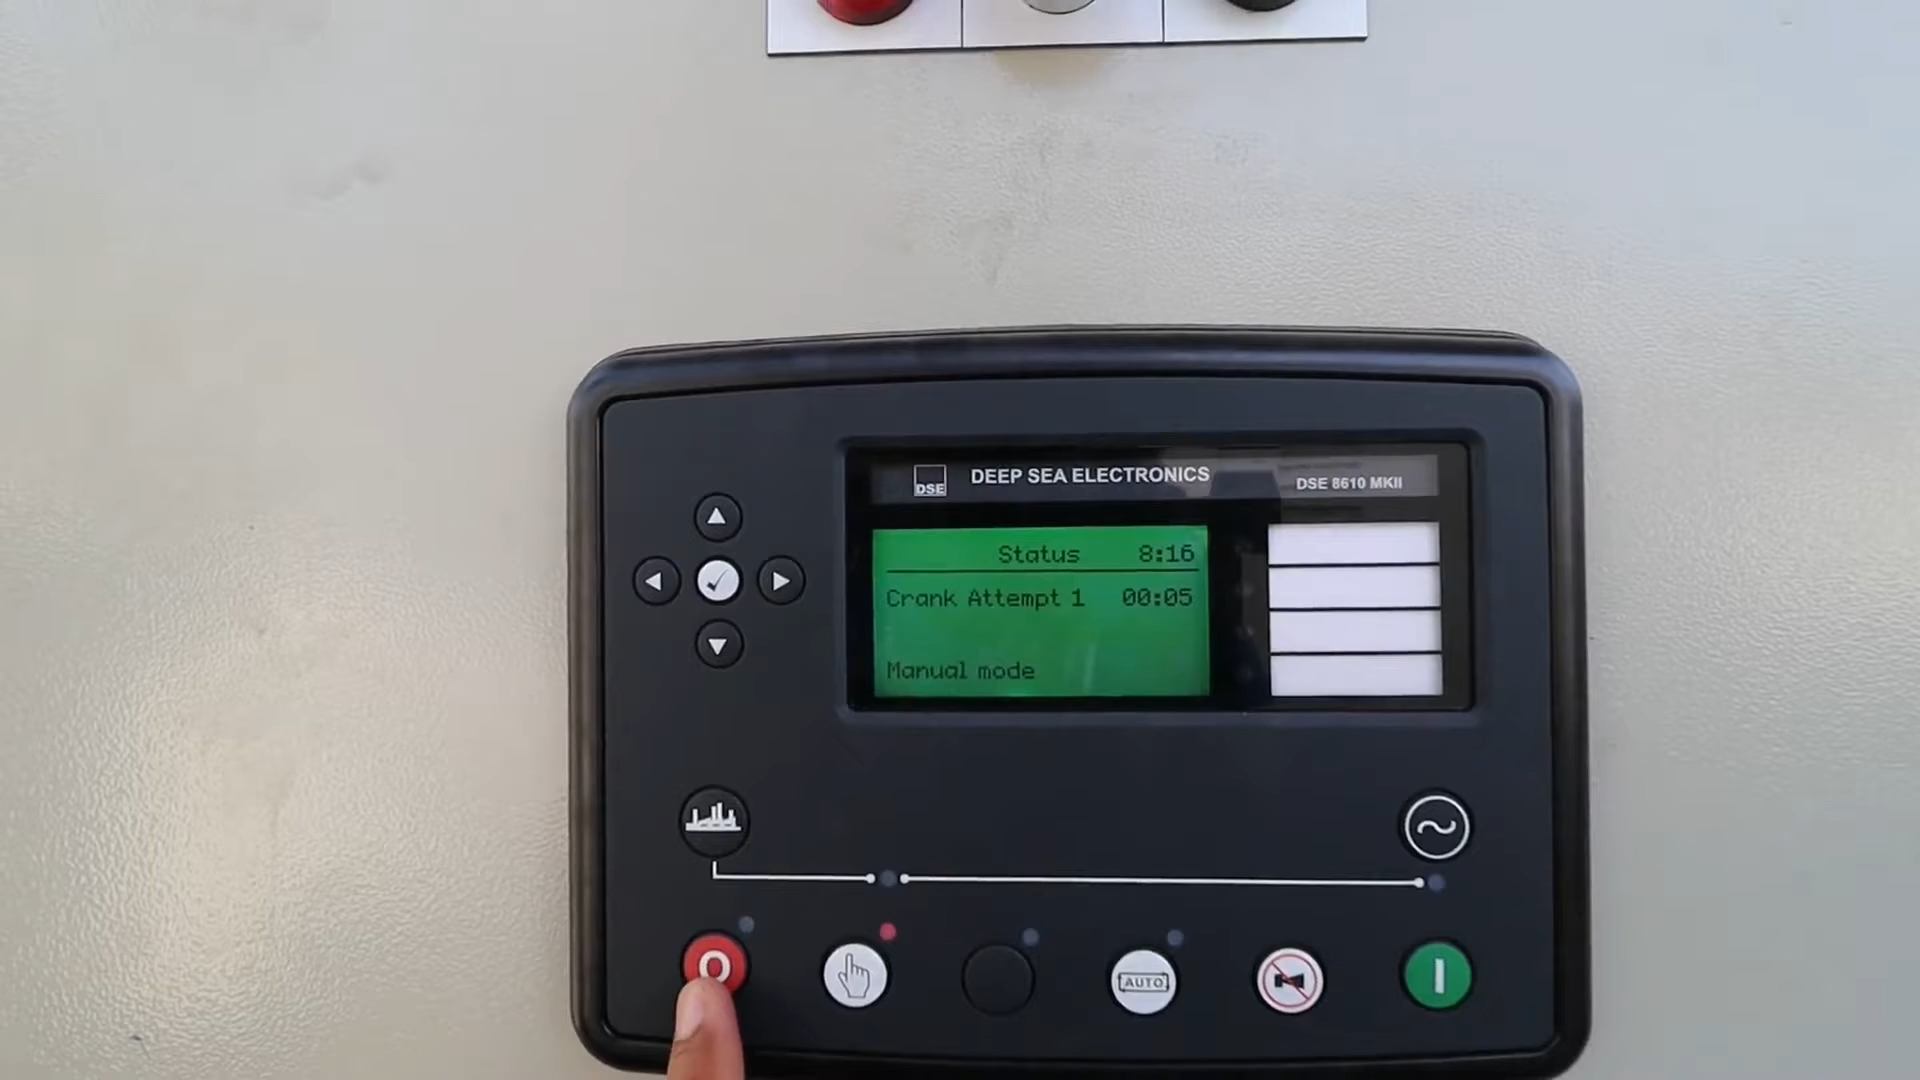 DSE
DEEP SEA ELECTRONICS
DSE 8610 MKII
Status 8:16
Crank Attempt 1 00:05
Manual mode
O
AUTO
I